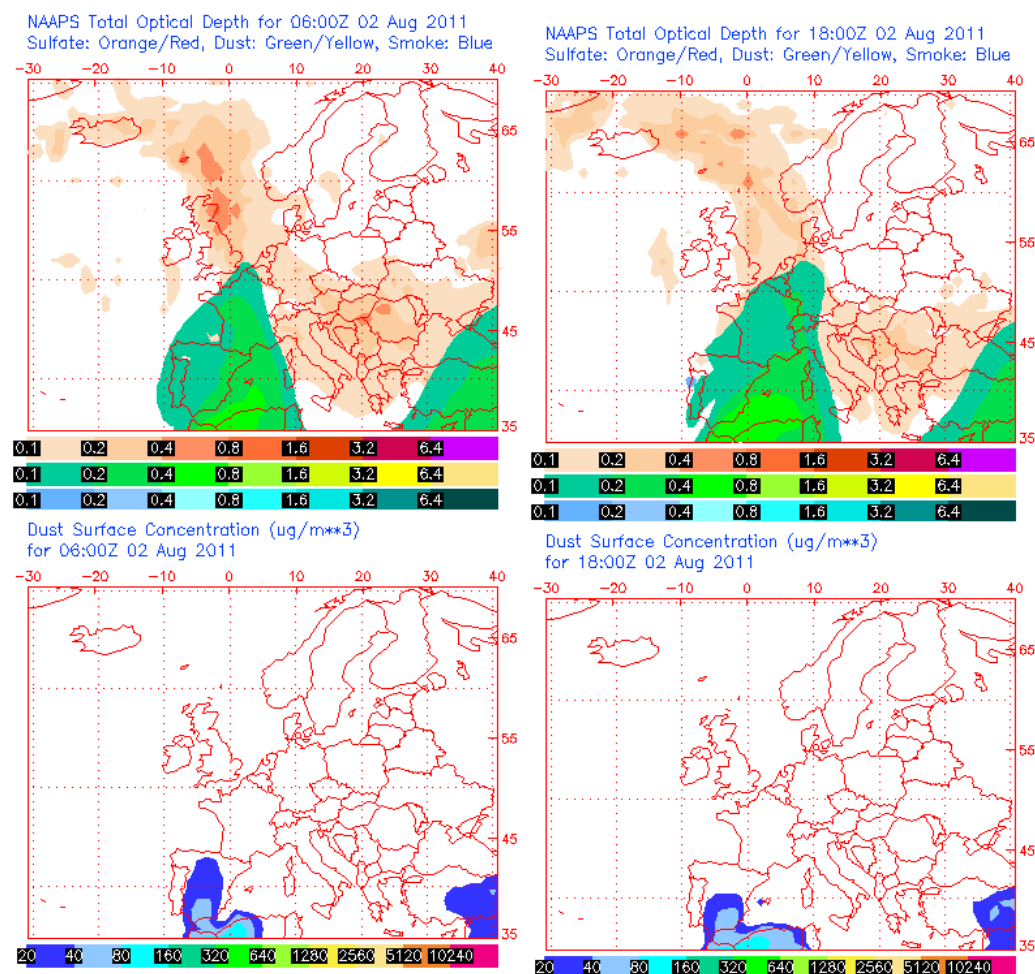 NAAPS Total Optical Depth for 06:00Z 02 Aug 2011
Sulfate: Orange/Red, Dust: Green/Yellow, Smoke: Blue
-30 -20 -10 0 10 20 30 40
65
55
45
35
0.1 0.2 0.4 0.8 1.6 3.2 6.4
0.1 0.2 0.4 0.8 1.6 3.2 6.4
0.1 0.2 0.4 0.8 1.6 3.2 6.4
NAAPS Total Optical Depth for 18:00Z 02 Aug 2011
Sulfate: Orange/Red, Dust: Green/Yellow, Smoke: Blue
-30 -20 -10 0 10 20 30 40
65
55
45
35
0.1 0.2 0.4 0.8 1.6 3.2 6.4
0.1 0.2 0.4 0.8 1.6 3.2 6.4
0.1 0.2 0.4 0.8 1.6 3.2 6.4
Dust Surface Concentration (ug/m**3)
for 06:00Z 02 Aug 2011
-30 -20 -10 0 10 20 30 40
65
55
45
35
20 40 80 160 320 640 1280 2560 5120 10240
Dust Surface Concentration (ug/m**3)
for 18:00Z 02 Aug 2011
-30 -20 -10 0 10 20 30 40
65
55
45
35
20 40 80 160 320 640 1280 2560 5120 10240